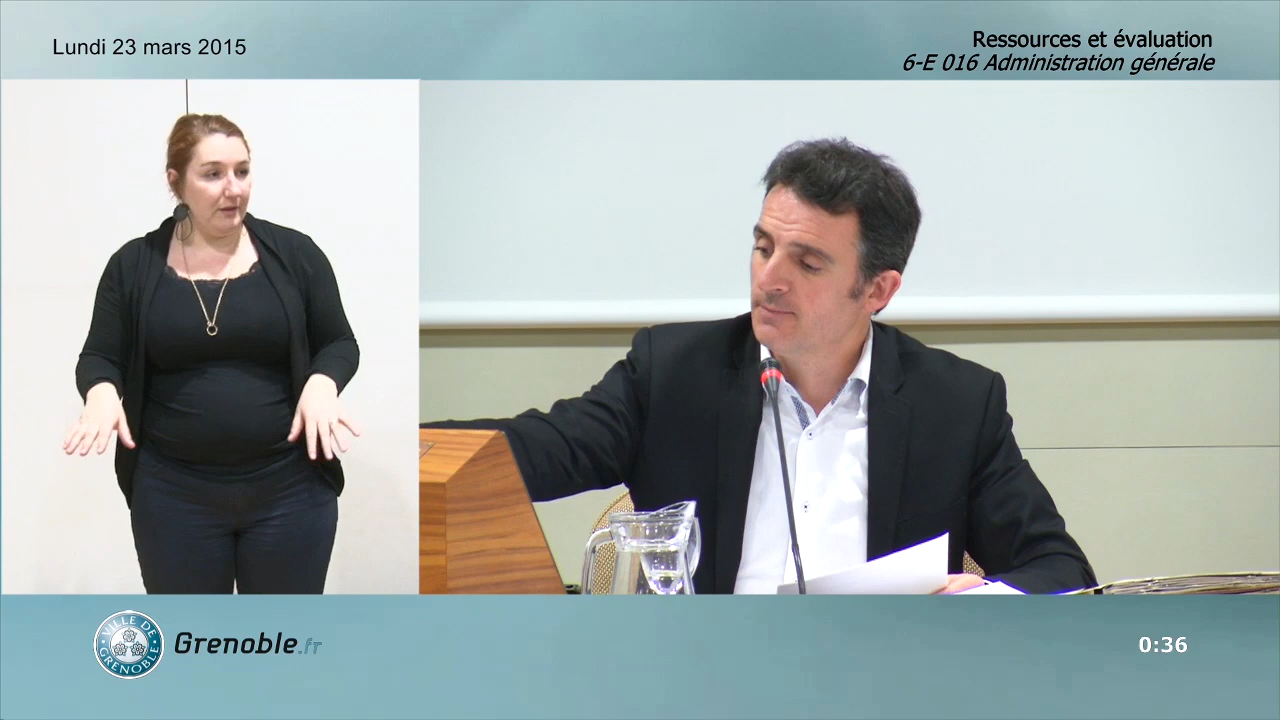 Lundi 23 mars 2015
Ressources et évaluation
6-E 016 Administration générale
VILLE DE
GRENOBLE
Grenoble.fr
0:36